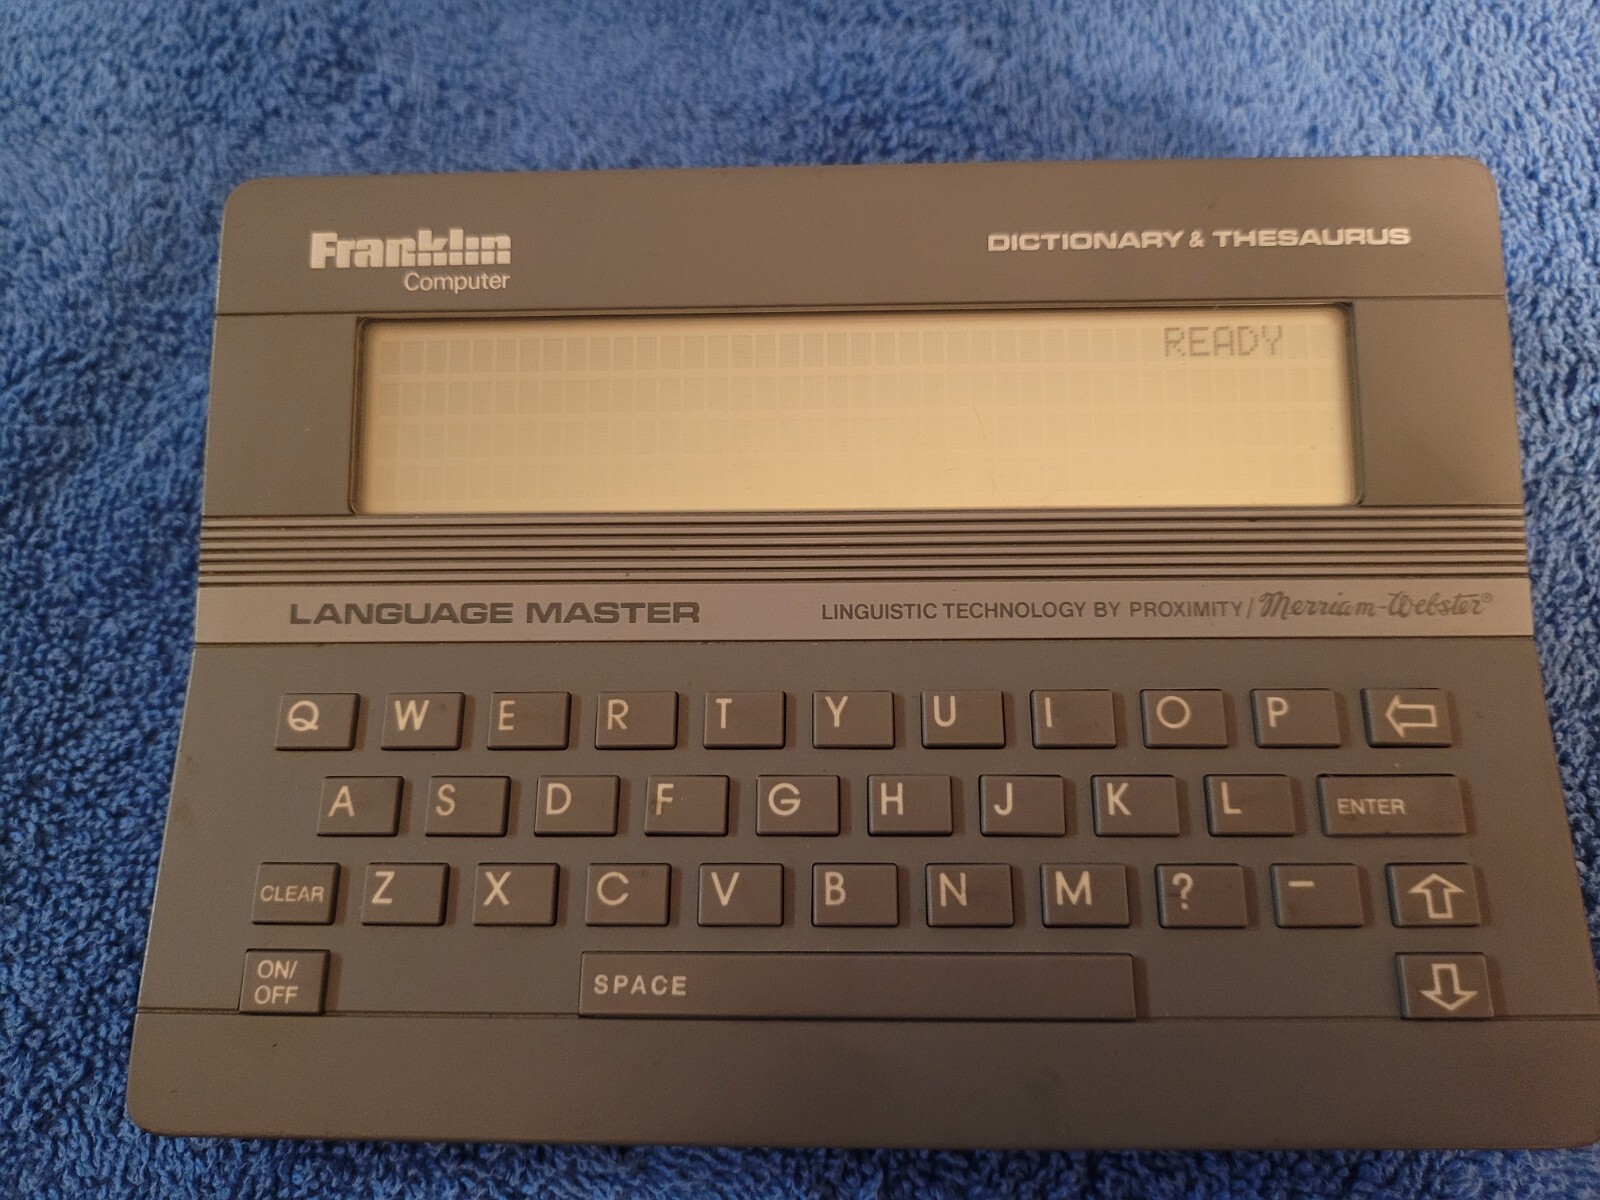 Franklin
Computer
DICTIONARY & THESAURUS
READY
LANGUAGE MASTER
LINGUISTIC TECHNOLOGY BY PROXIMITY/Merriam-Webster®
Q W E R T Y U I O P
A S D F G H J K L ENTER
CLEAR Z X C V B N M ? -
ON/
OFF
SPACE